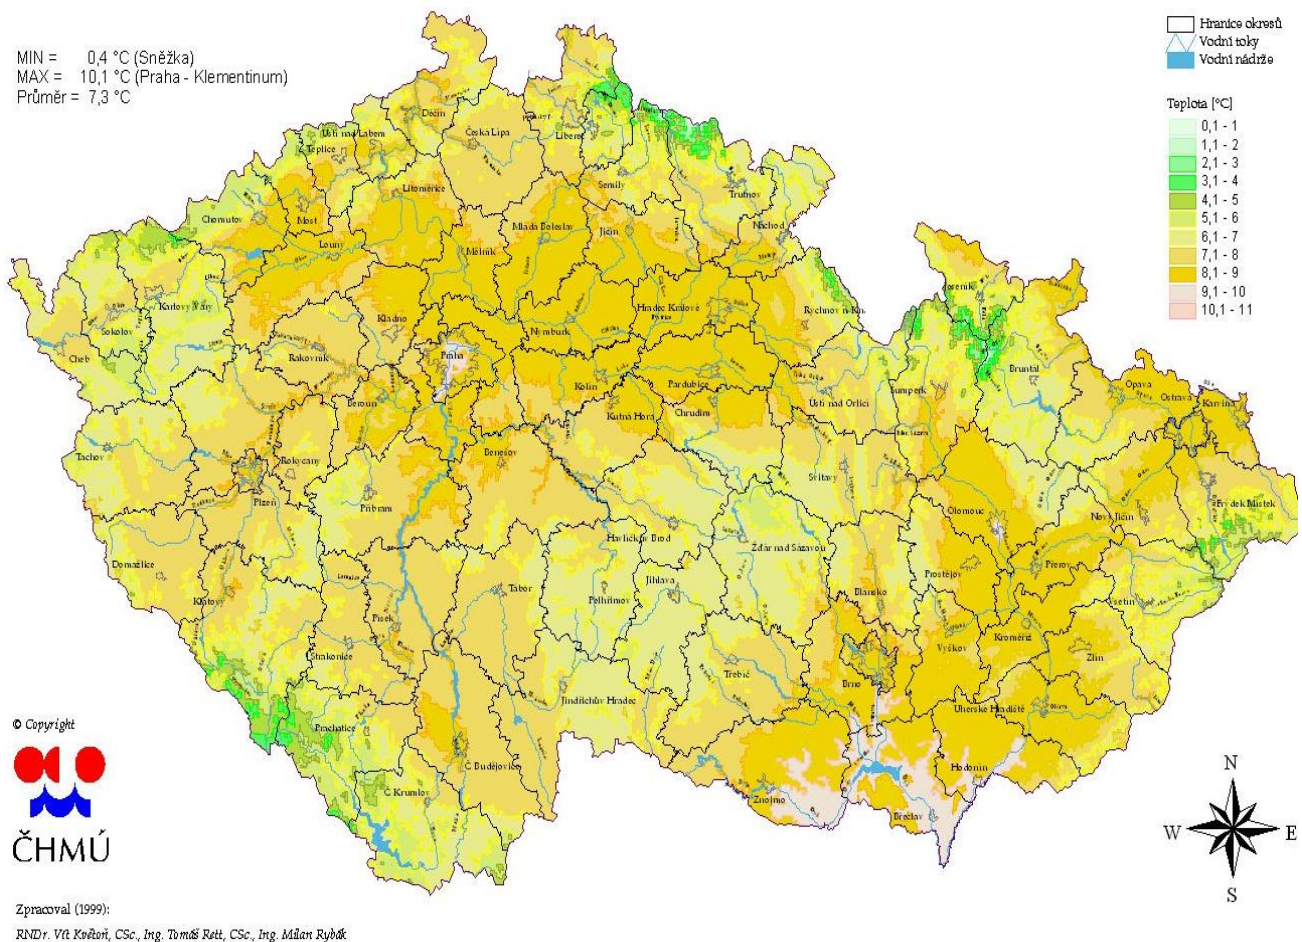 MIN = 0,4 °C (Sněžka)
MAX = 10,1 °C (Praha - Klementinum)
Průměr = 7,3 °C
Hranice okresů
Vodní toky
Vodní nádrže
Teplota [°C]
0,1 - 1
1,1 - 2
2,1 - 3
3,1 - 4
4,1 - 5
5,1 - 6
6,1 - 7
7,1 - 8
8,1 - 9
9,1 - 10
10,1 - 11
Děčín
Ústí nad Labem
Teplice
Česká Lípa
Liberec
Semily
Trutnov
Chomutov
Most
Litoměřice
Louny
Mělník
Mladá Boleslav
Jičín
Náchod
Karlovy Vary
Sokolov
Cheb
Kladno
Rakovník
Praha
Nymburk
Hradec Králové
Rychnov n Kn.
Jeseník
Bruntál
Beroun
Kolín
Pardubice
Kutná Hora
Chrudim
Ústí nad Orlicí
Šumperk
Opava
Ostrava
Karviná
Tachov
Rokycany
Plzeň
Benešov
Příbram
Svitavy
Olomouc
Nový Jičín
Frýdek Místek
Domažlice
Klatovy
Havlíčkův Brod
Žďár nad Sázavou
Tábor
Pelhřimov
Jihlava
Prostějov
Přerov
Vsetín
Písek
Strakonice
Blansko
Vyškov
Kroměříž
Zlín
Prachatice
Jindřichův Hradec
Třebíč
Brno
Uherské Hradiště
Č Budějovice
Č Krumlov
Znojmo
Břeclav
Hodonín
© Copyright
ČHMÚ
N
W
E
S
Zpracoval (1999):
RNDr. Vít Květoň, CSc., Ing. Tomáš Rett, CSc., Ing. Milan Rybák